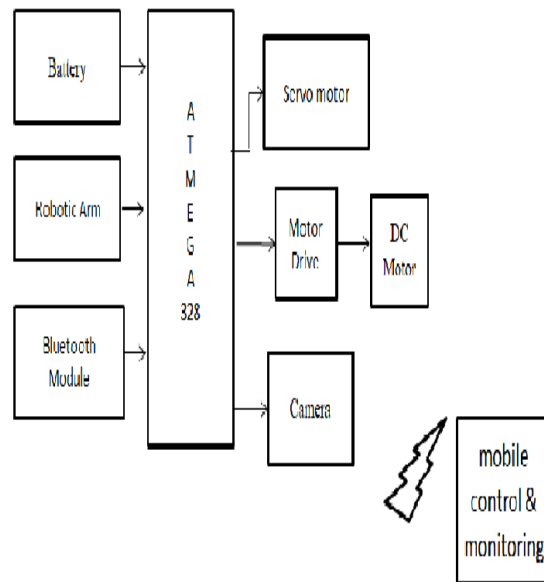 Battery
Robotic Arm
Bluetooth
Module
A
T
M
E
G
A
328
Servo motor
Motor
Drive
DC
Motor
Camera
mobile
control &
monitoring